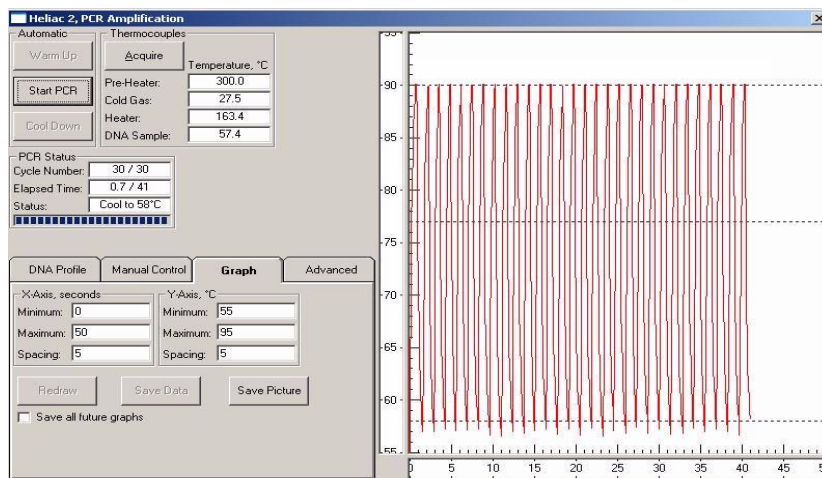 Heliac 2, PCR Amplification
Automatic
Warm Up
Start PCR
Cool Down
Thermocouples
Acquire
Temperature, °C
Pre-Heater: 300.0
Cold Gas: 27.5
Heater: 163.4
DNA Sample: 57.4
PCR Status
Cycle Number: 30 / 30
Elapsed Time: 0.7 / 41
Status: Cool to 58°C
DNA Profile
Manual Control
Graph
Advanced
X-Axis, seconds
Minimum: 0
Maximum: 50
Spacing: 5
Y-Axis, °C
Minimum: 55
Maximum: 95
Spacing: 5
Redraw
Save Data
Save Picture
Save all future graphs
95
90
85
80
75
70
65
60
55
0 5 10 15 20 25 30 35 40 45 50